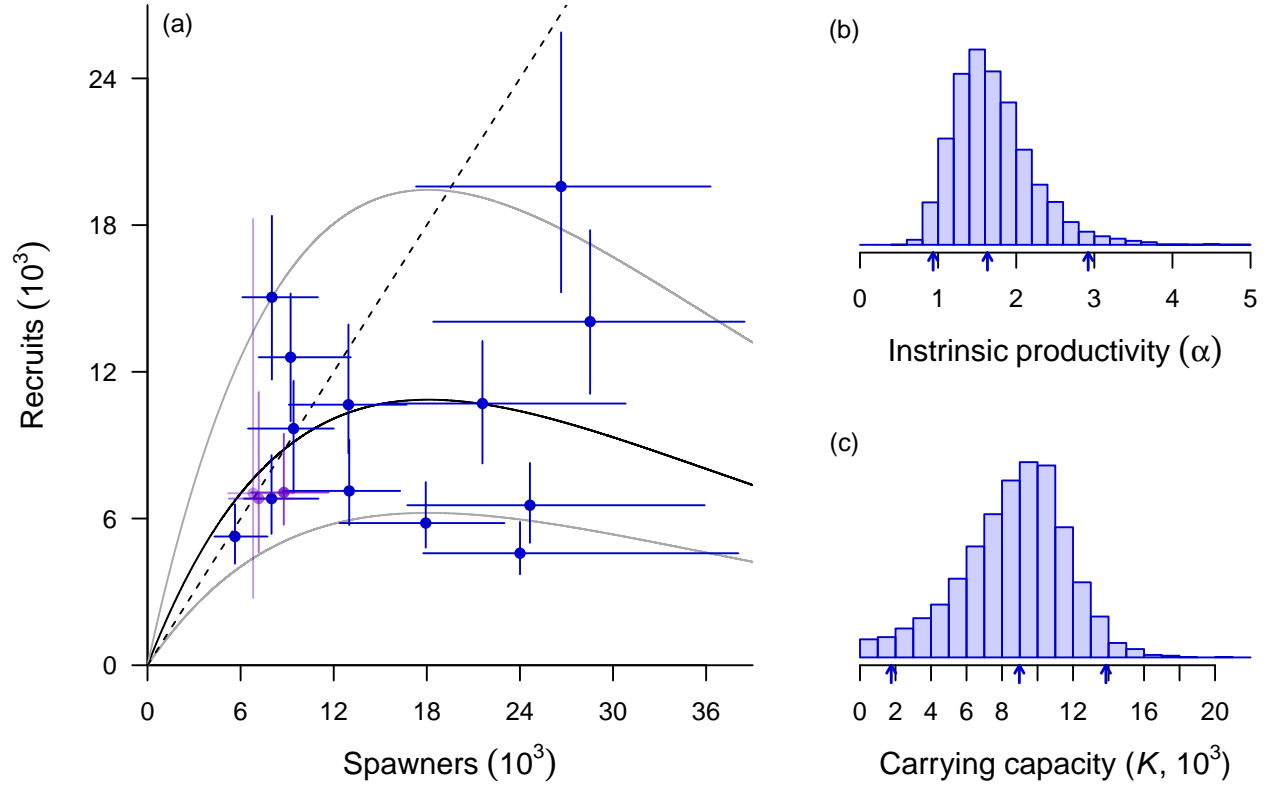 (a)
24
18
12
6
0
0 6 12 18 24 30 36
Recruits (10³)
Spawners (10³)
(b)
0 1 2 3 4 5
Instrinsic productivity (α)
(c)
0 2 4 6 8 12 16 20
Carrying capacity (K, 10³)